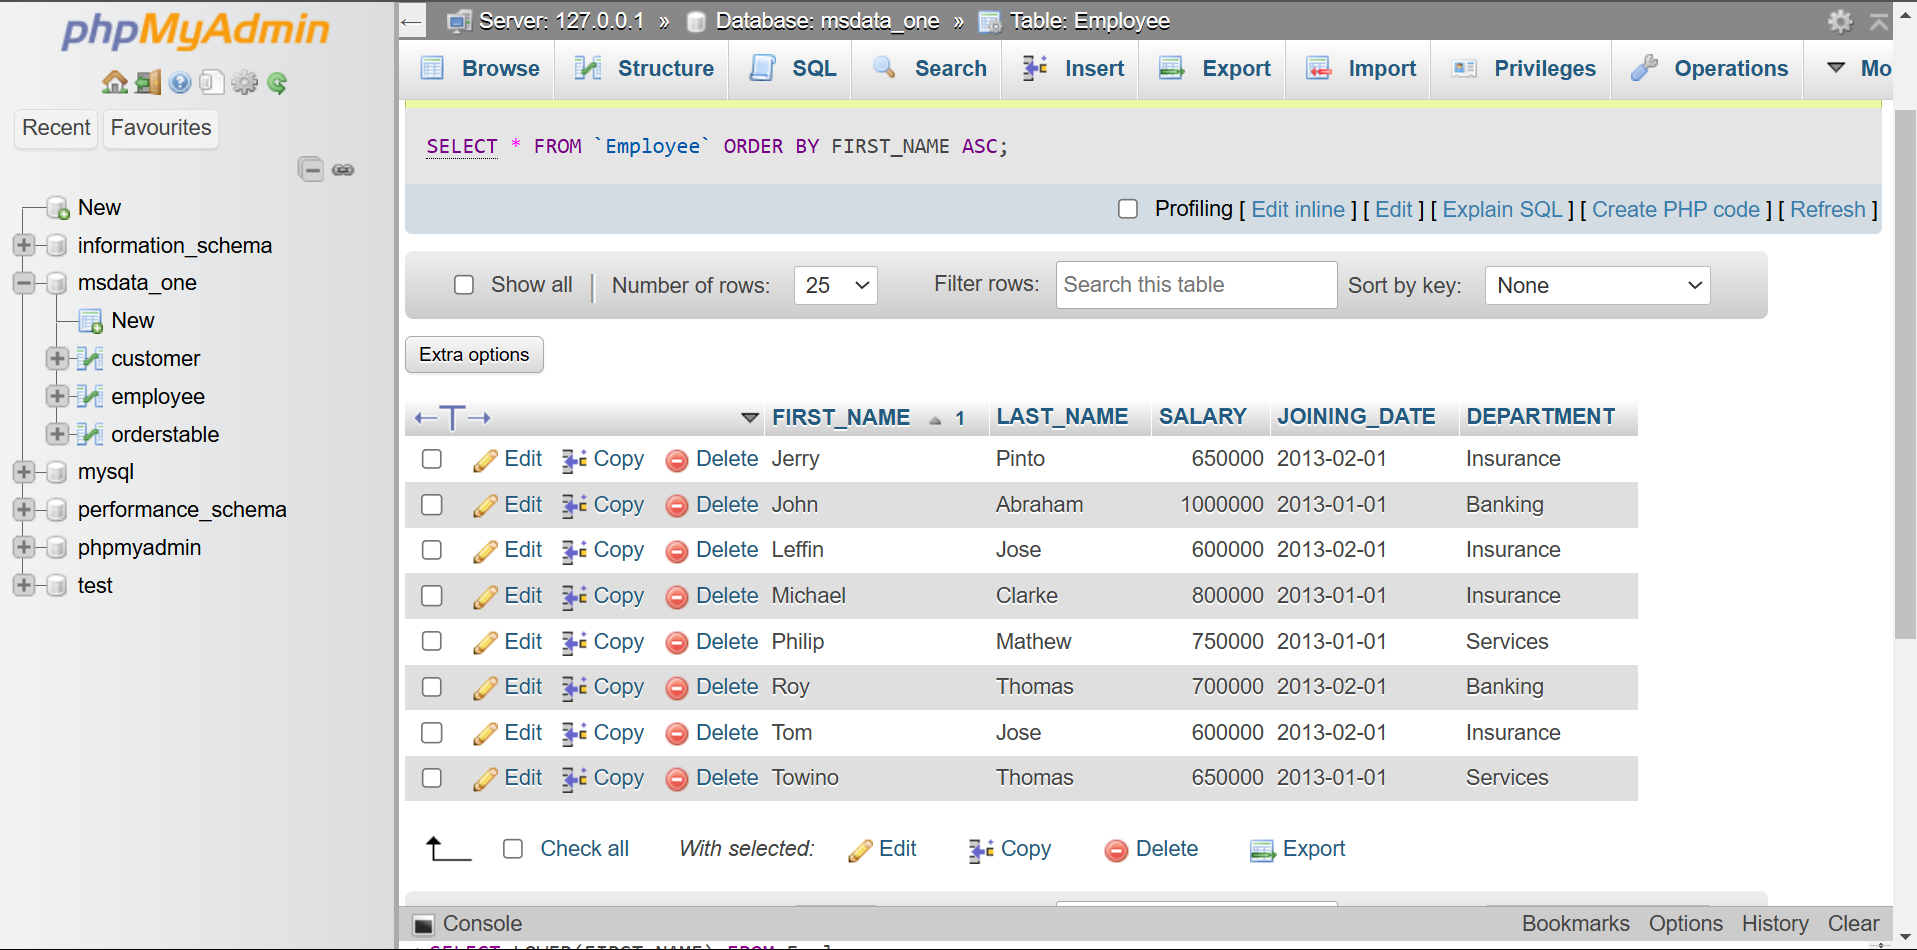 phpMyAdmin
Recent Favourites
New
information_schema
msdata_one
New
customer
employee
orderstable
mysql
performance_schema
phpmyadmin
test
Server: 127.0.0.1 » Database: msdata_one » Table: Employee
Browse Structure SQL Search Insert Export Import Privileges Operations Mo
SELECT * FROM `Employee` ORDER BY FIRST_NAME ASC;
Profiling [ Edit inline ] [ Edit ] [ Explain SQL ] [ Create PHP code ] [ Refresh ]
Show all | Number of rows: 25 Filter rows: Search this table Sort by key: None
Extra options
←T→ FIRST_NAME 1 LAST_NAME SALARY JOINING_DATE DEPARTMENT
Edit Copy Delete Jerry Pinto 650000 2013-02-01 Insurance
Edit Copy Delete John Abraham 1000000 2013-01-01 Banking
Edit Copy Delete Leffin Jose 600000 2013-02-01 Insurance
Edit Copy Delete Michael Clarke 800000 2013-01-01 Insurance
Edit Copy Delete Philip Mathew 750000 2013-01-01 Services
Edit Copy Delete Roy Thomas 700000 2013-02-01 Banking
Edit Copy Delete Tom Jose 600000 2013-02-01 Insurance
Edit Copy Delete Towino Thomas 650000 2013-01-01 Services
Check all With selected: Edit Copy Delete Export
Console Bookmarks Options History Clear
SELECT LOWER(FIRST_NAME) FROM